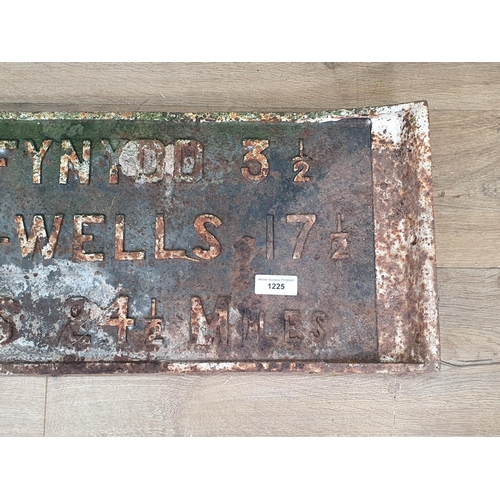 FYNYDD 3½
-WELLS 17½
S 24½ MILES
1225